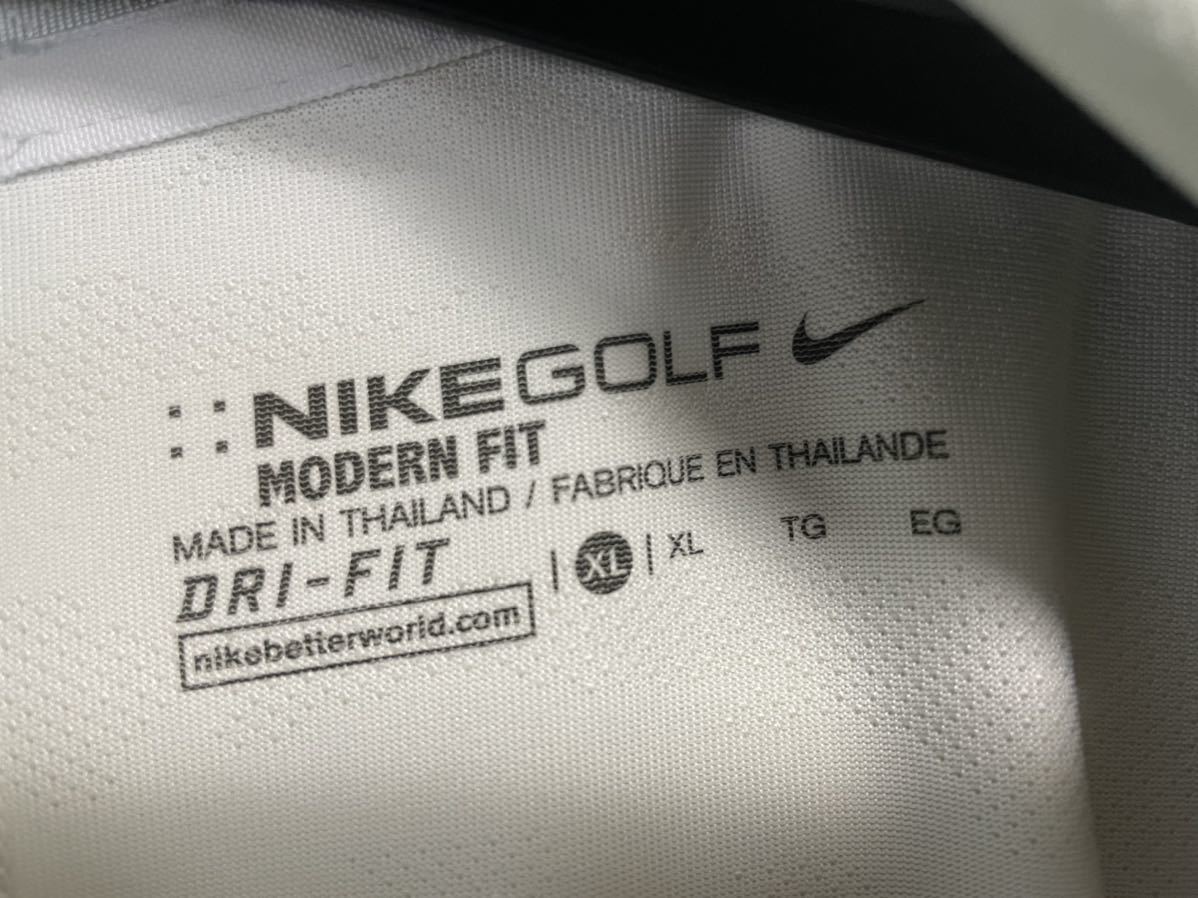 NIKEGOLF
MODERN FIT
MADE IN THAILAND / FABRIQUE EN THAILANDE
DRI-FIT | XL | XL TG EG
nikebetterworld.com